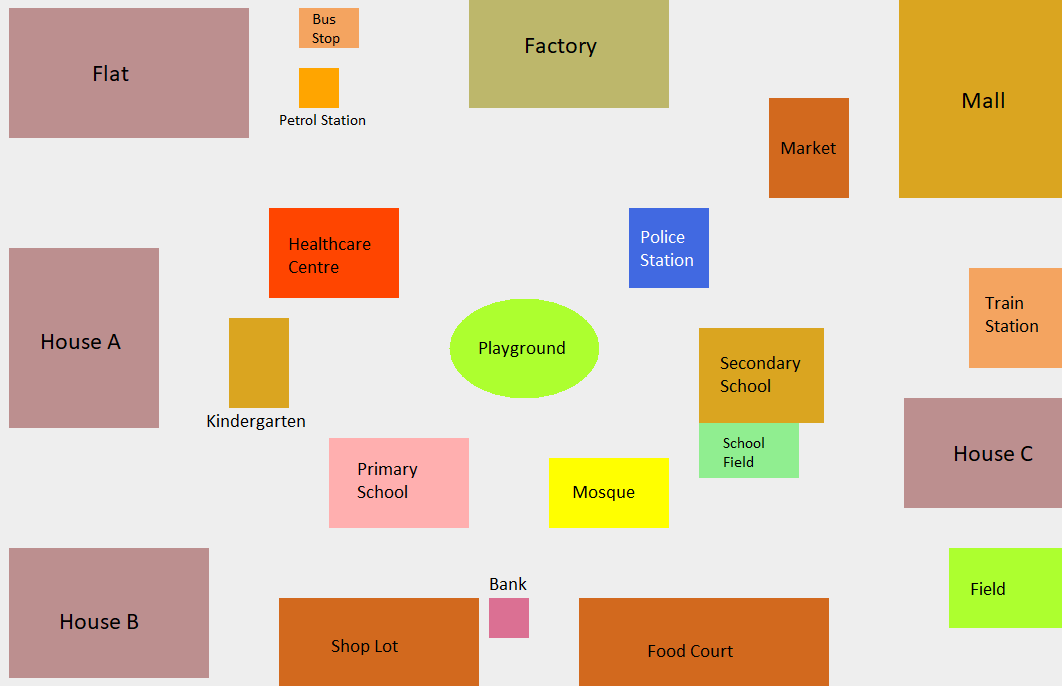 Bus
Stop
Flat
Factory
Mall
Petrol Station
Market
Police
Station
Healthcare
Centre
Train
Station
House A
Playground
Secondary
School
Kindergarten
School
Field
House C
Primary
School
Mosque
Bank
Field
House B
Shop Lot
Food Court